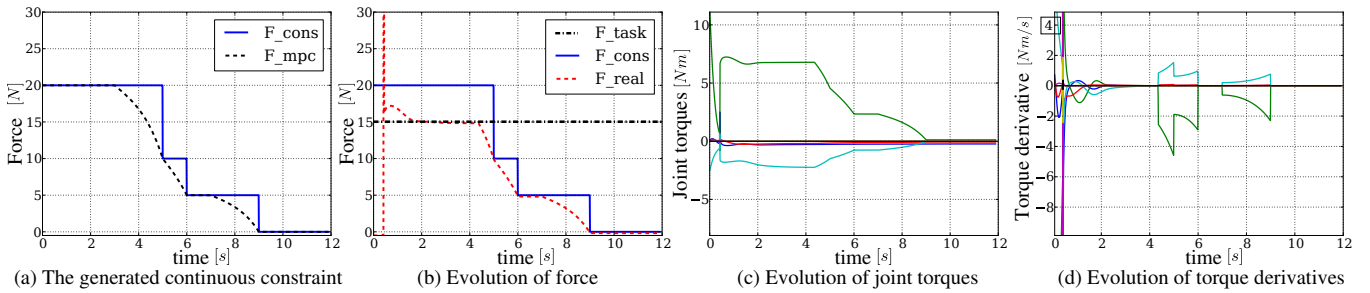 30
25
20
15
10
5
0
Force [N]
F_cons
F_mpc
0 2 4 6 8 10 12
time [s]
(a) The generated continuous constraint
30
25
20
15
10
5
0
Force [N]
F_task
F_cons
F_real
0 2 4 6 8 10 12
time [s]
(b) Evolution of force
10
5
0
−5
Joint torques [Nm]
0 2 4 6 8 10 12
time [s]
(c) Evolution of joint torques
4
2
0
−2
−4
−6
−8
Torque derivative [Nm/s]
0 2 4 6 8 10 12
time [s]
(d) Evolution of torque derivatives